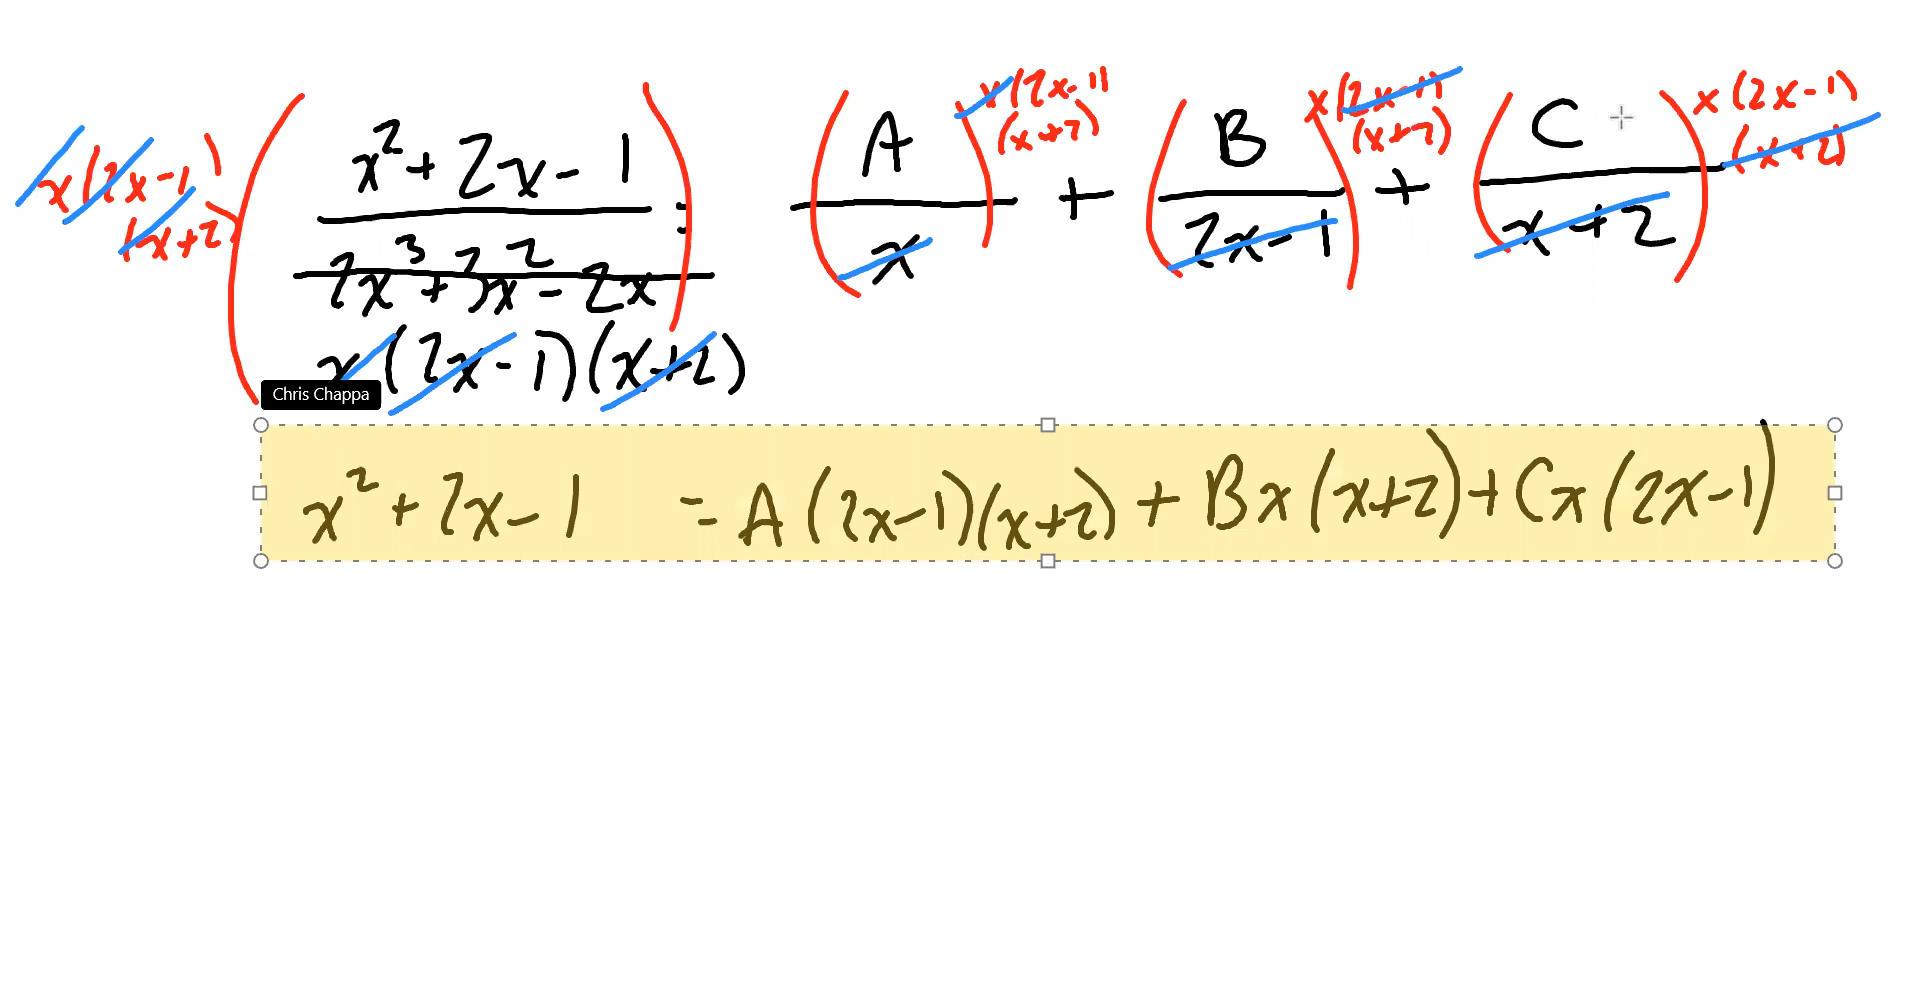 x(2x-1)(x+2) ( x² + 2x - 1 / 2x³ + 3x² - 2x ) = ( A / x ) x(2x-1)(x+2) + ( B / 2x-1 ) x(2x-1)(x+2) + ( C / x+2 ) x(2x-1)(x+2)
x(2x-1)(x+2)
Chris Chappa
x² + 2x - 1 = A(2x-1)(x+2) + Bx(x+2) + Cx(2x-1)